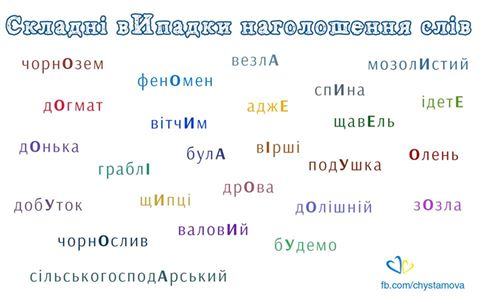 Складні вИпадки наголошення слів
чорнОзем
везлА
мозолИстий
фенОмен
спИна
дОгмат
аджЕ
ідетЕ
вітчИм
щавЕль
дОнька
булА
вІрші
Олень
граблІ
подУшка
дрОва
добУток
щИпці
дОлішній
зОзла
валовИй
чорнОслив
бУдемо
сільськогосподАрський
fb.com/chystamova